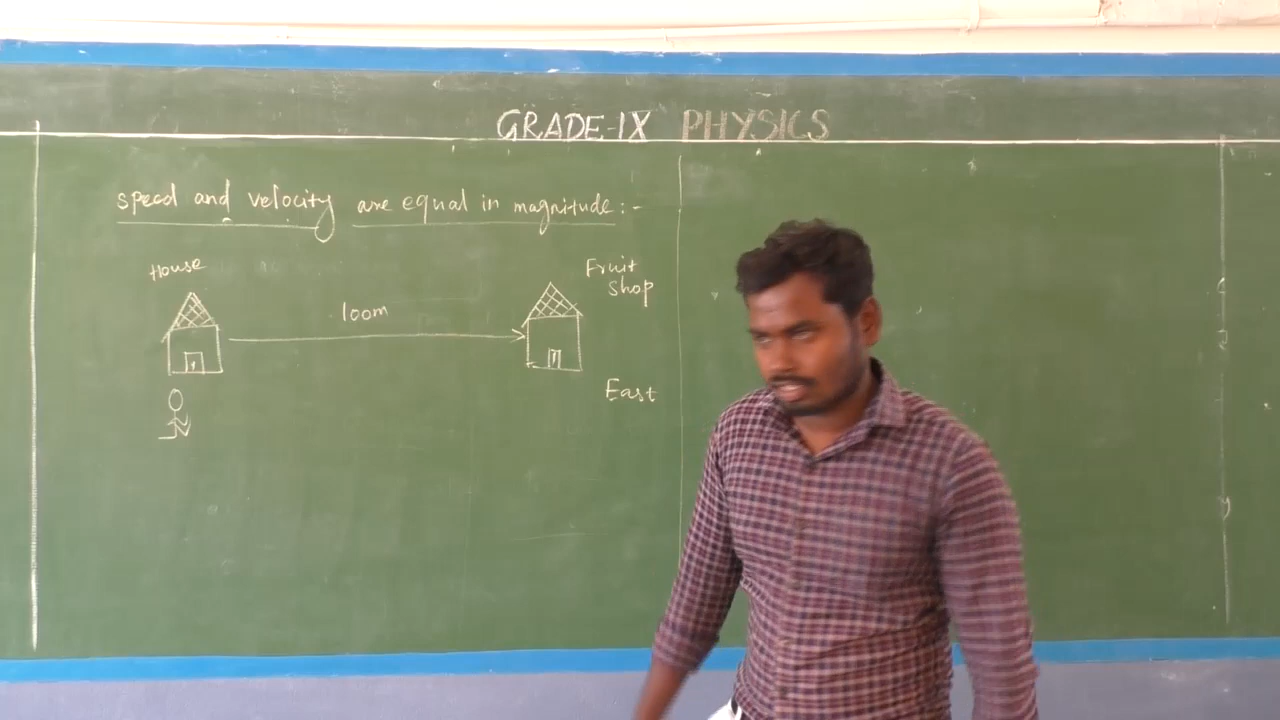 GRADE-IX PHYSICS
speed and velocity are equal in magnitude:-
House
Fruit
Shop
100m
East